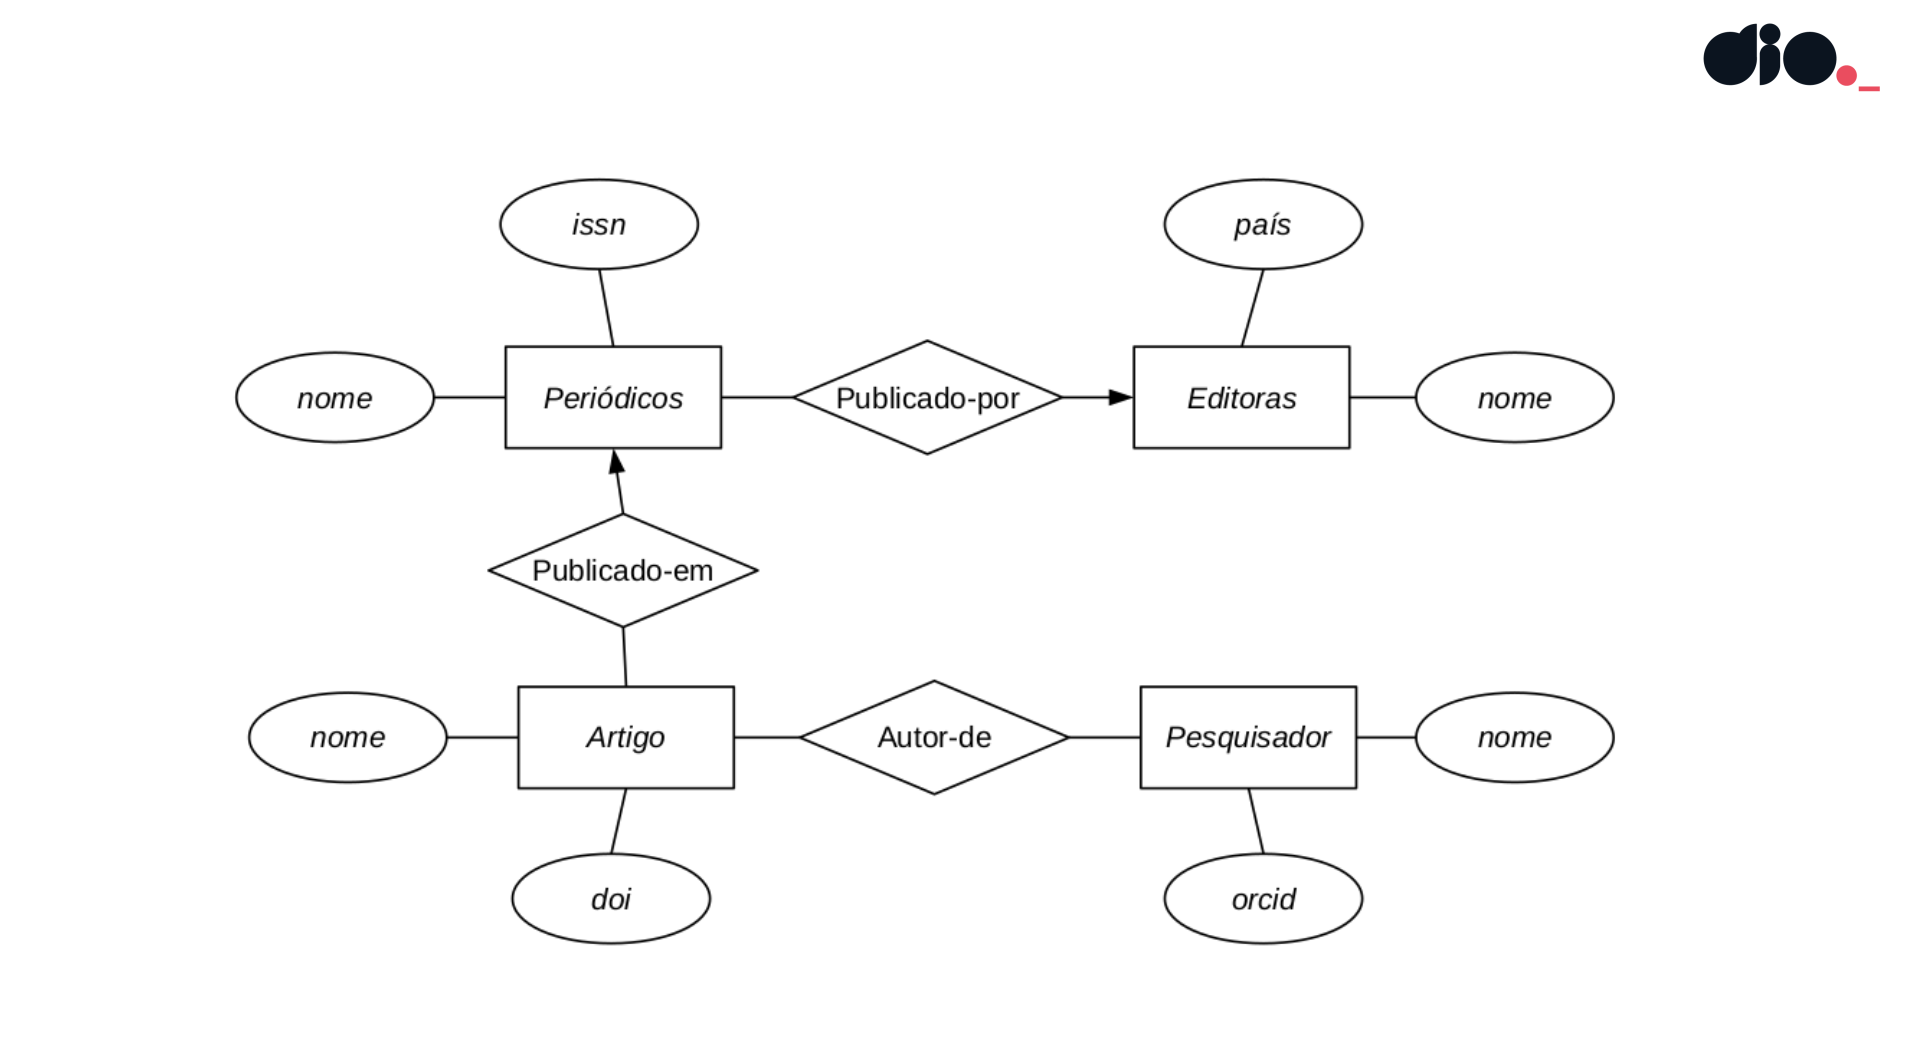 dio._
issn
país
nome
Periódicos
Publicado-por
Editoras
nome
Publicado-em
nome
Artigo
Autor-de
Pesquisador
nome
doi
orcid